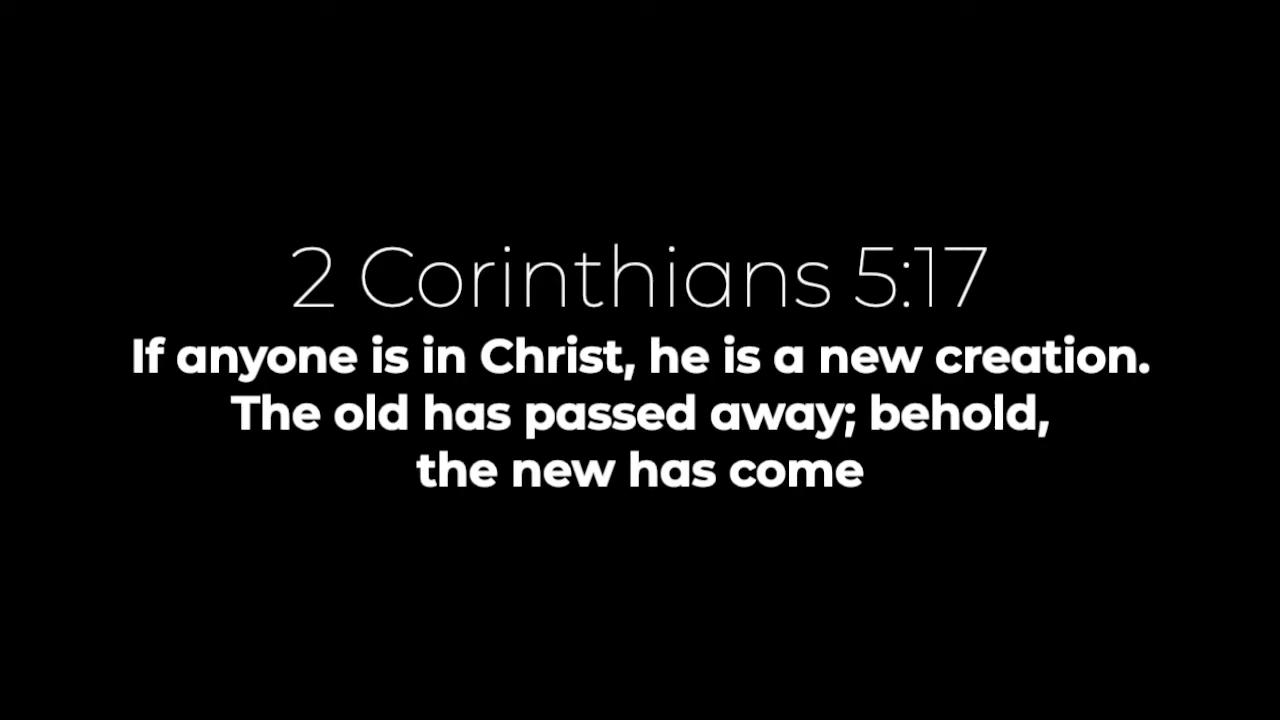 2 Corinthians 5:17
If anyone is in Christ, he is a new creation.
The old has passed away; behold,
the new has come